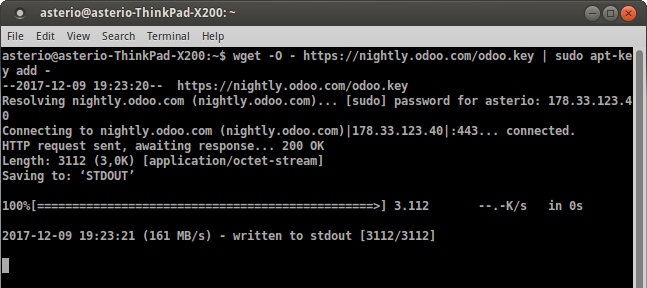 asterio@asterio-ThinkPad-X200: ~
File Edit View Search Terminal Help
asterio@asterio-ThinkPad-X200:~$ wget -O - https://nightly.odoo.com/odoo.key | sudo apt-ke
y add -
--2017-12-09 19:23:20--  https://nightly.odoo.com/odoo.key
Resolving nightly.odoo.com (nightly.odoo.com)... [sudo] password for asterio: 178.33.123.4
0
Connecting to nightly.odoo.com (nightly.odoo.com)|178.33.123.40|:443... connected.
HTTP request sent, awaiting response... 200 OK
Length: 3112 (3,0K) [application/octet-stream]
Saving to: ‘STDOUT’
100%[================================================>] 3.112       --.-K/s   in 0s
2017-12-09 19:23:21 (161 MB/s) - written to stdout [3112/3112]